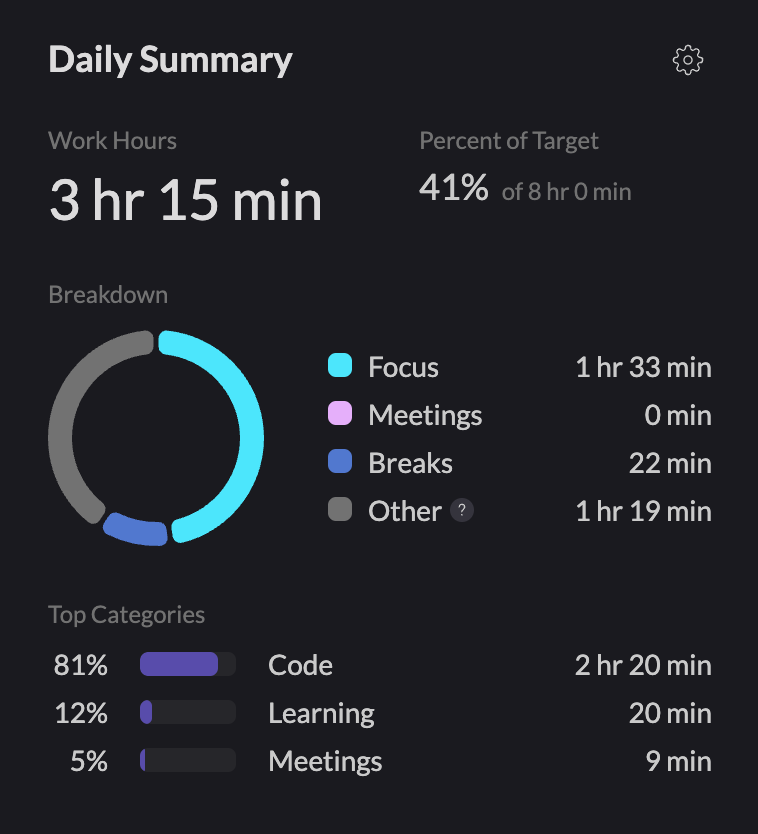 Daily Summary
Work Hours
Percent of Target
3 hr 15 min
41% of 8 hr 0 min
Breakdown
Focus 1 hr 33 min
Meetings 0 min
Breaks 22 min
Other ? 1 hr 19 min
Top Categories
81% Code 2 hr 20 min
12% Learning 20 min
5% Meetings 9 min